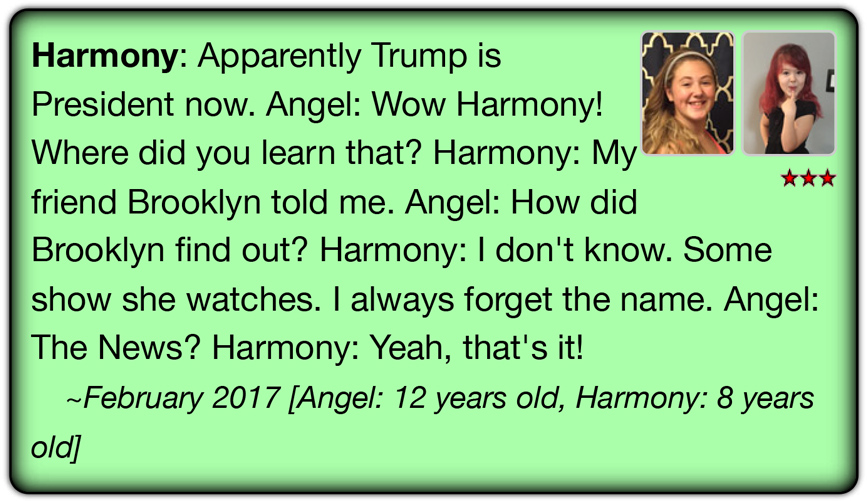 Harmony: Apparently Trump is
President now. Angel: Wow Harmony!
Where did you learn that? Harmony: My
friend Brooklyn told me. Angel: How did
Brooklyn find out? Harmony: I don't know. Some
show she watches. I always forget the name. Angel:
The News? Harmony: Yeah, that's it!
~February 2017 [Angel: 12 years old, Harmony: 8 years
old]